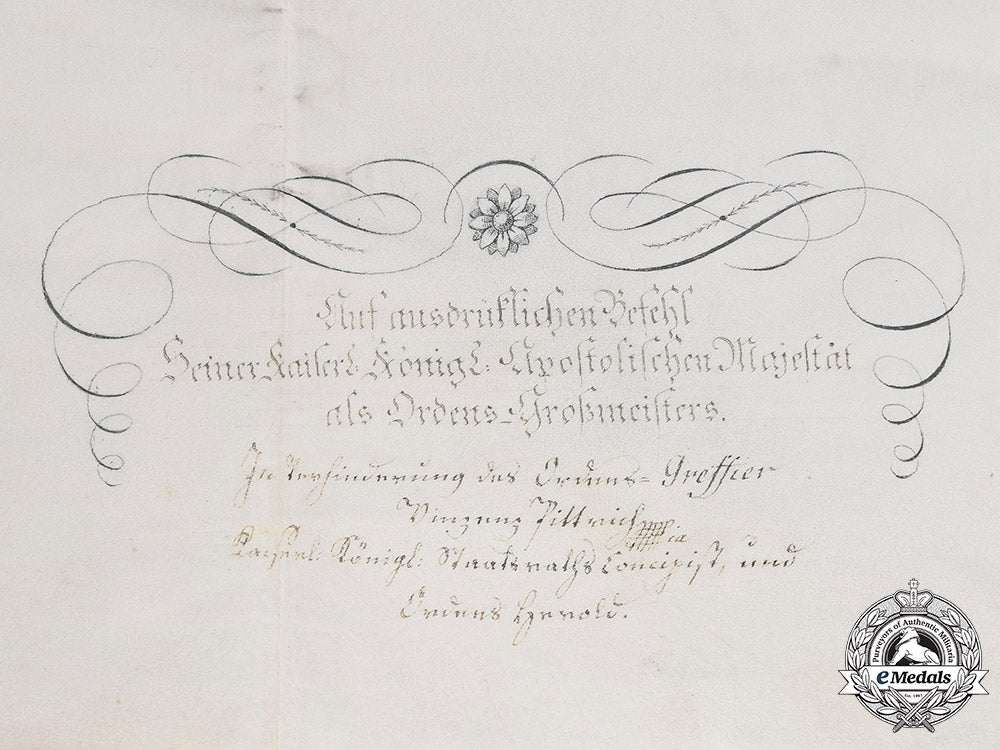 Auf ausdrüklichen Befehl
Seiner Kaiserl: Königl: Apostolischen Majestät
als Ordens-Großmeisters.
In Verhinderung des Ordens= Greffier
Vinzenz Pittrich
Kaiserl: Königl: Staatsraths Concipist, und
Ordens Herold.
Purveyors of Authentic Militaria
eMedals